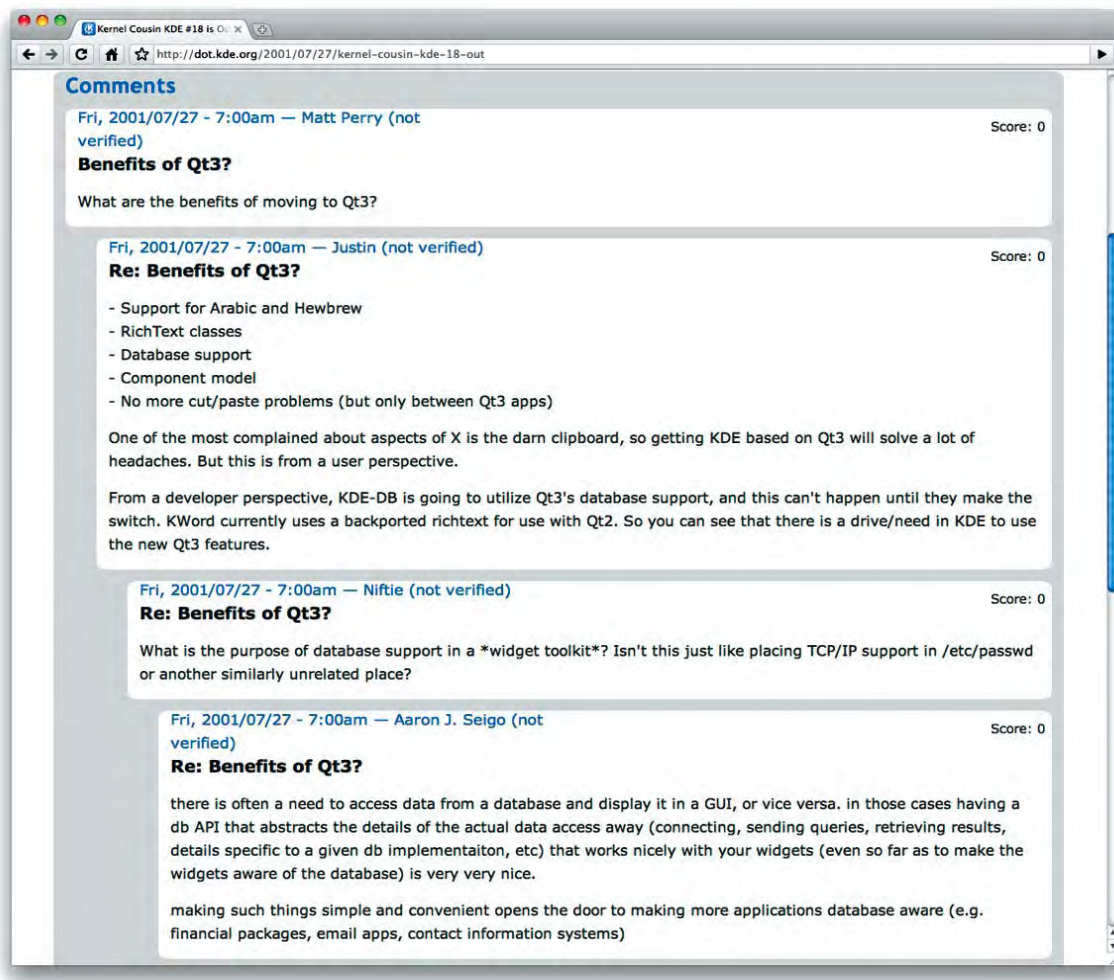 Kernel Cousin KDE #18 is O
http://dot.kde.org/2001/07/27/kernel-cousin-kde-18-out
Comments
Fri, 2001/07/27 - 7:00am — Matt Perry (not
verified)
Score: 0
Benefits of Qt3?
What are the benefits of moving to Qt3?
Fri, 2001/07/27 - 7:00am — Justin (not verified)
Score: 0
Re: Benefits of Qt3?
- Support for Arabic and Hewbrew
- RichText classes
- Database support
- Component model
- No more cut/paste problems (but only between Qt3 apps)
One of the most complained about aspects of X is the darn clipboard, so getting KDE based on Qt3 will solve a lot of
headaches. But this is from a user perspective.
From a developer perspective, KDE-DB is going to utilize Qt3's database support, and this can't happen until they make the
switch. KWord currently uses a backported richtext for use with Qt2. So you can see that there is a drive/need in KDE to use
the new Qt3 features.
Fri, 2001/07/27 - 7:00am — Niftie (not verified)
Score: 0
Re: Benefits of Qt3?
What is the purpose of database support in a *widget toolkit*? Isn't this just like placing TCP/IP support in /etc/passwd
or another similarly unrelated place?
Fri, 2001/07/27 - 7:00am — Aaron J. Seigo (not
verified)
Score: 0
Re: Benefits of Qt3?
there is often a need to access data from a database and display it in a GUI, or vice versa. in those cases having a
db API that abstracts the details of the actual data access away (connecting, sending queries, retrieving results,
details specific to a given db implementaiton, etc) that works nicely with your widgets (even so far as to make the
widgets aware of the database) is very very nice.
making such things simple and convenient opens the door to making more applications database aware (e.g.
financial packages, email apps, contact information systems)